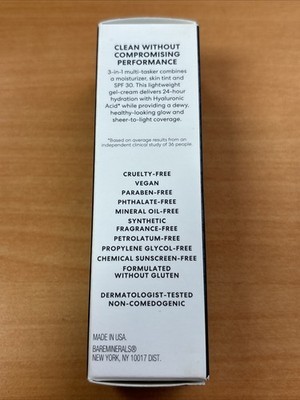 CLEAN WITHOUT
COMPROMISING
PERFORMANCE
3-in-1 multi-tasker combines
a moisturizer, skin tint and
SPF 30. This lightweight
gel-cream delivers 24-hour
hydration with Hyaluronic
Acid* while providing a dewy,
healthy-looking glow and
sheer-to-light coverage.
*Based on average results from an
independent clinical study of 36 people.
CRUELTY-FREE
VEGAN
PARABEN-FREE
PHTHALATE-FREE
MINERAL OIL-FREE
SYNTHETIC
FRAGRANCE-FREE
PETROLATUM-FREE
PROPYLENE GLYCOL-FREE
CHEMICAL SUNSCREEN-FREE
FORMULATED
WITHOUT GLUTEN
DERMATOLOGIST-TESTED
NON-COMEDOGENIC
MADE IN USA.
BAREMINERALS®
NEW YORK, NY 10017 DIST.